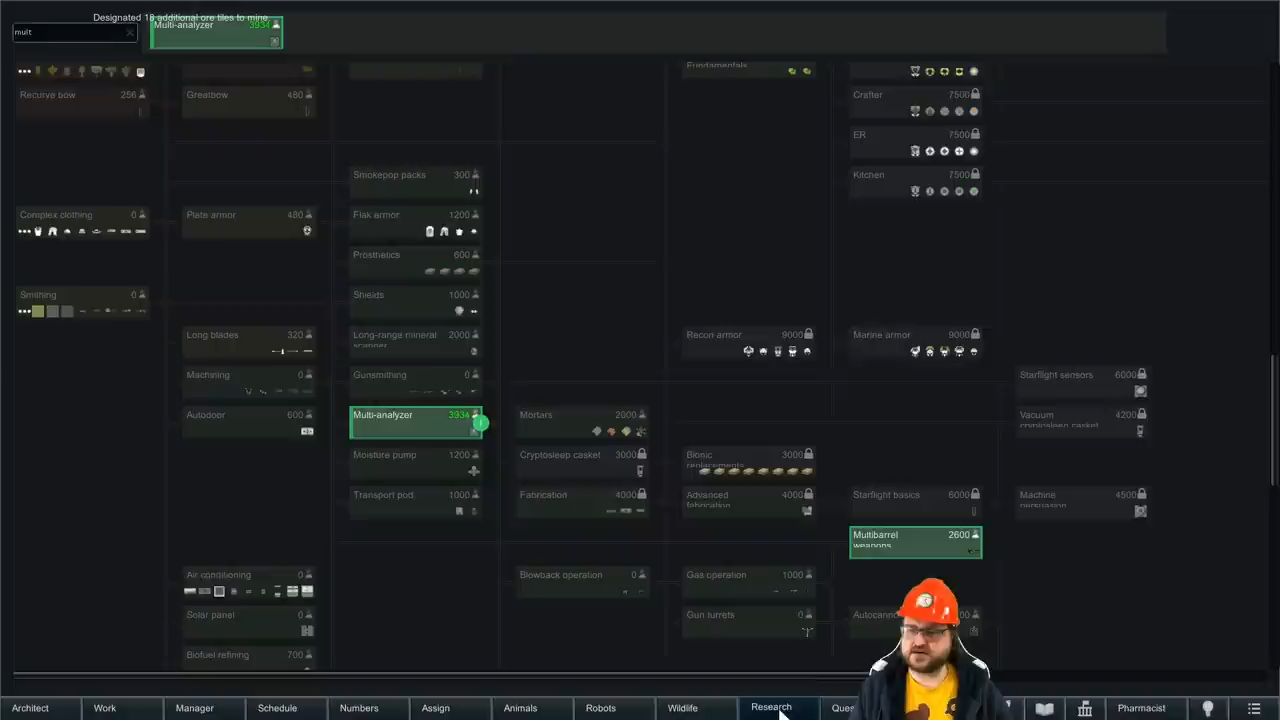 Designated 18 additional ore tiles to mine.
mult
Multi-analyzer 3934
Fundamentals
Recurve bow 256
Greatbow 480
Crafter 7500
ER 7500
Smokepop packs 300
Kitchen 7500
Complex clothing 0
Plate armor 480
Flak armor 1200
Prosthetics 600
Smithing 0
Shields 1000
Long blades 320
Long-range mineral 2000
scanner
Recon armor 9000
Marine armor 9000
Machining 0
Gunsmithing 0
Starflight sensors 6000
Autodoor 600
Multi-analyzer 3934
Mortars 2000
Vacuum 4200
cryptosleep casket
Moisture pump 1200
Cryptosleep casket 3000
Bionic 3000
replacements
Transport pod 1000
Fabrication 4000
Advanced 4000
fabrication
Starflight basics 6000
Machine 4500
persuasion
Multibarrel 2600
weapons
Air conditioning 0
Blowback operation 0
Gas operation 1000
Solar panel 0
Gun turrets 0
Biofuel refining 700
Architect
Work
Manager
Schedule
Numbers
Assign
Animals
Robots
Wildlife
Research
Pharmacist